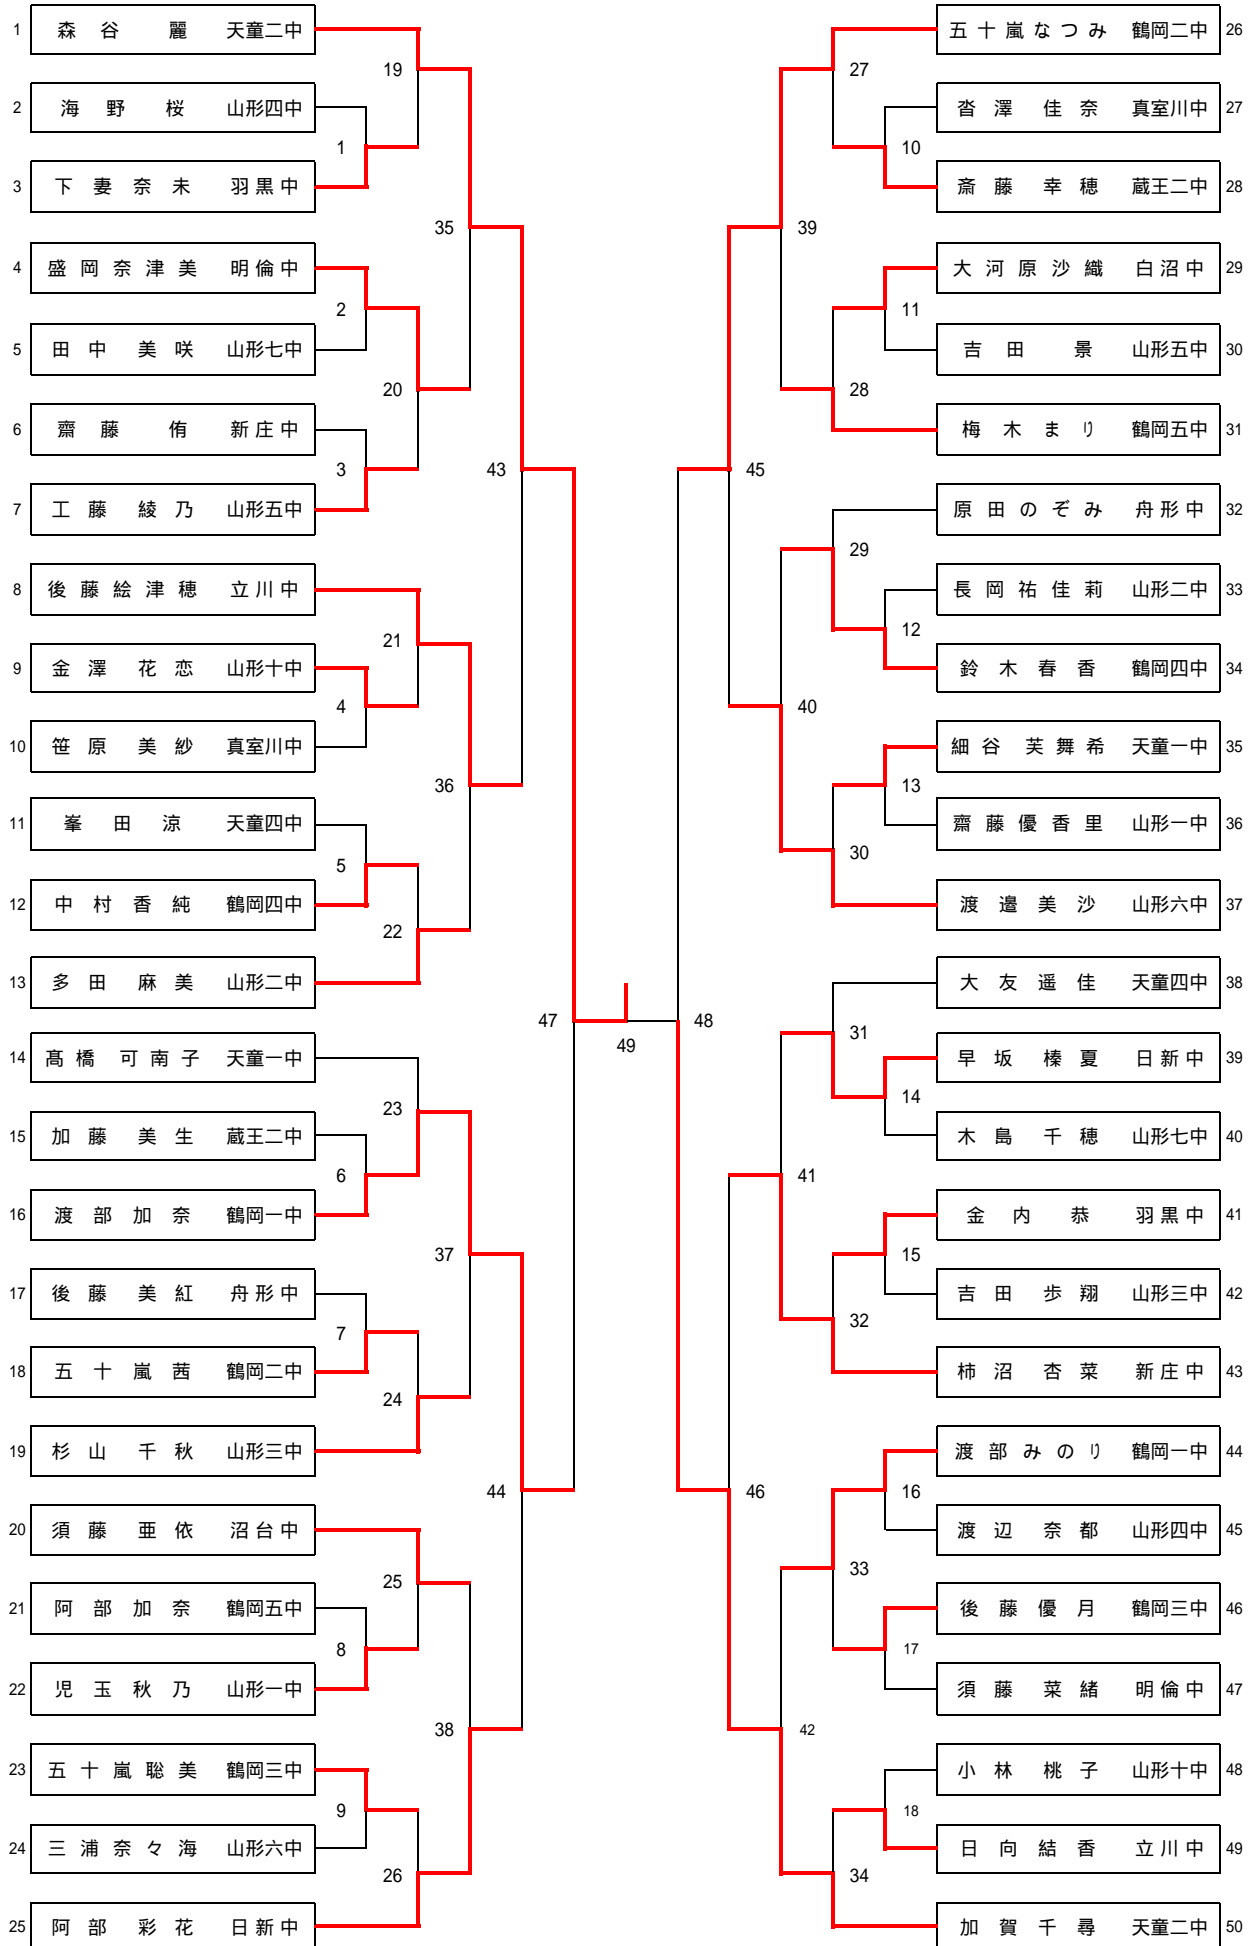 1 森谷 麗 天童二中
2 海野 桜 山形四中
3 下妻奈未 羽黒中
4 盛岡奈津美 明倫中
5 田中美咲 山形七中
6 齋藤 侑 新庄中
7 工藤綾乃 山形五中
8 後藤絵津穂 立川中
9 金澤花恋 山形十中
10 笹原美紗 真室川中
11 峯田涼 天童四中
12 中村香純 鶴岡四中
13 多田麻美 山形二中
14 髙橋可南子 天童一中
15 加藤美生 蔵王二中
16 渡部加奈 鶴岡一中
17 後藤美紅 舟形中
18 五十嵐茜 鶴岡二中
19 杉山千秋 山形三中
20 須藤亜依 沼台中
21 阿部加奈 鶴岡五中
22 児玉秋乃 山形一中
23 五十嵐聡美 鶴岡三中
24 三浦奈々海 山形六中
25 阿部彩花 日新中
19
1
35
2
20
3
43
21
4
36
5
22
47
23
6
37
7
24
44
25
8
38
9
26
49
48
27
10
39
11
28
45
29
12
40
13
30
31
14
41
15
32
46
16
33
17
42
18
34
五十嵐なつみ 鶴岡二中 26
沓澤佳奈 真室川中 27
斎藤幸穂 蔵王二中 28
大河原沙織 白沼中 29
吉田 景 山形五中 30
梅木まり 鶴岡五中 31
原田のぞみ 舟形中 32
長岡祐佳莉 山形二中 33
鈴木春香 鶴岡四中 34
細谷芙舞希 天童一中 35
齋藤優香里 山形一中 36
渡邉美沙 山形六中 37
大友遥佳 天童四中 38
早坂榛夏 日新中 39
木島千穂 山形七中 40
金内恭 羽黒中 41
吉田歩翔 山形三中 42
柿沼杏菜 新庄中 43
渡部みのり 鶴岡一中 44
渡辺奈都 山形四中 45
後藤優月 鶴岡三中 46
須藤菜緒 明倫中 47
小林桃子 山形十中 48
日向結香 立川中 49
加賀千尋 天童二中 50